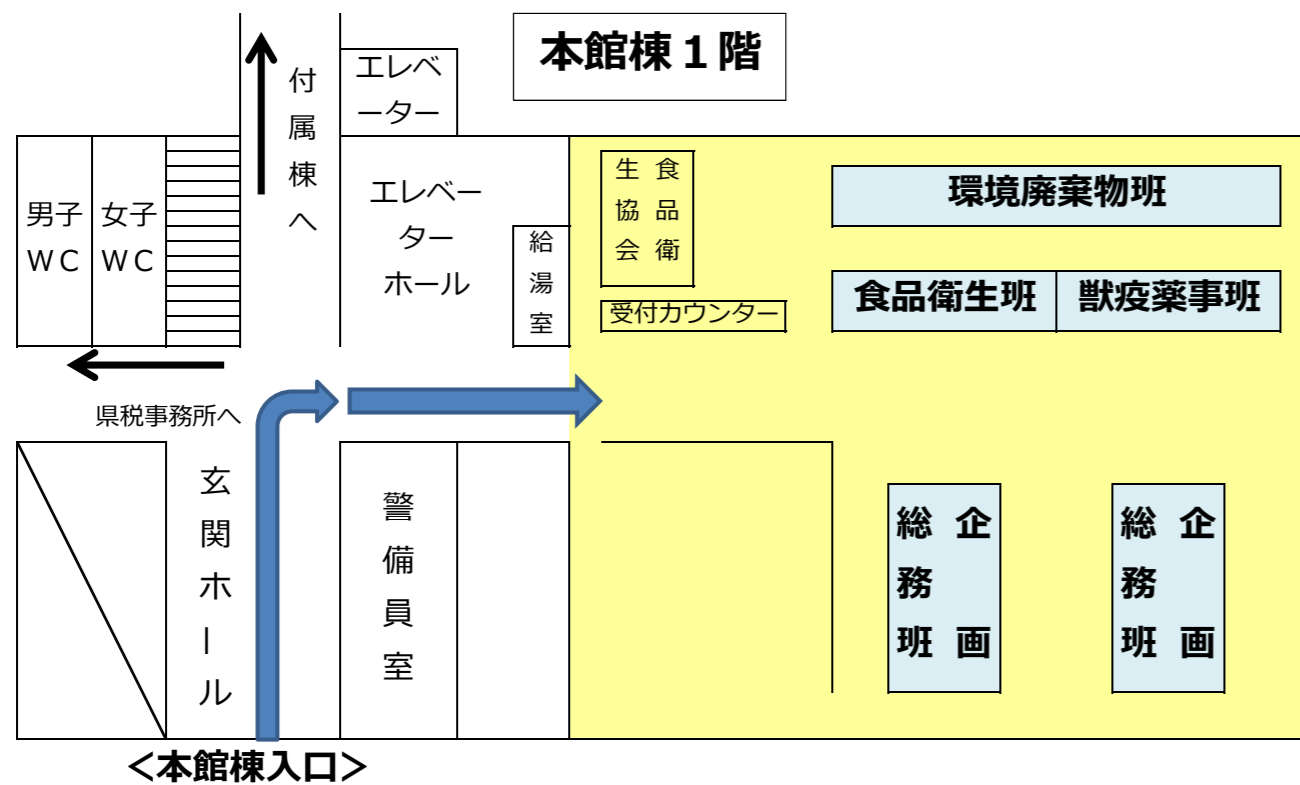 本館棟１階
付属棟へ
エレベ
ーター
男子
ＷＣ
女子
ＷＣ
エレベー
ター
ホール
給湯室
食品衛
生協会
受付カウンター
環境廃棄物班
食品衛生班
獣疫薬事班
県税事務所へ
玄関ホール
警備員室
企画
総務班
企画
総務班
＜本館棟入口＞